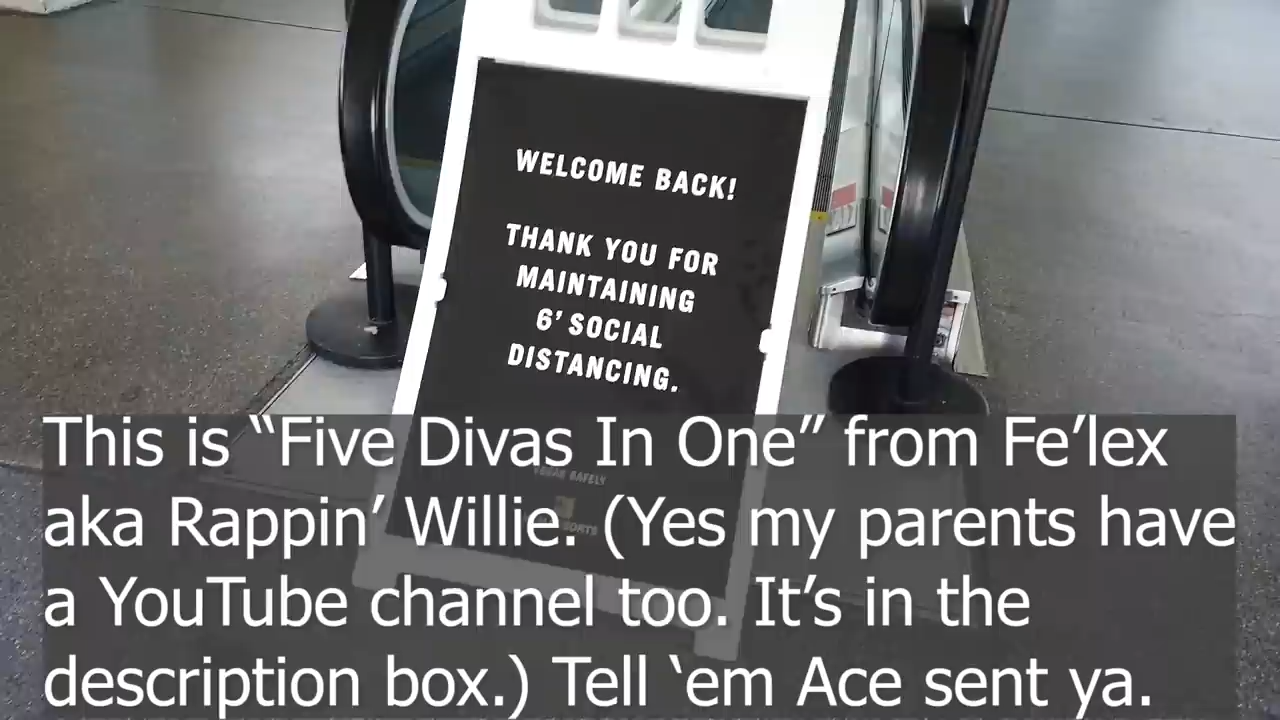 WELCOME BACK!
THANK YOU FOR
MAINTAINING
6' SOCIAL
DISTANCING.
This is “Five Divas In One” from Fe’lex
aka Rappin’ Willie. (Yes my parents have
a YouTube channel too. It’s in the
description box.) Tell ‘em Ace sent ya.